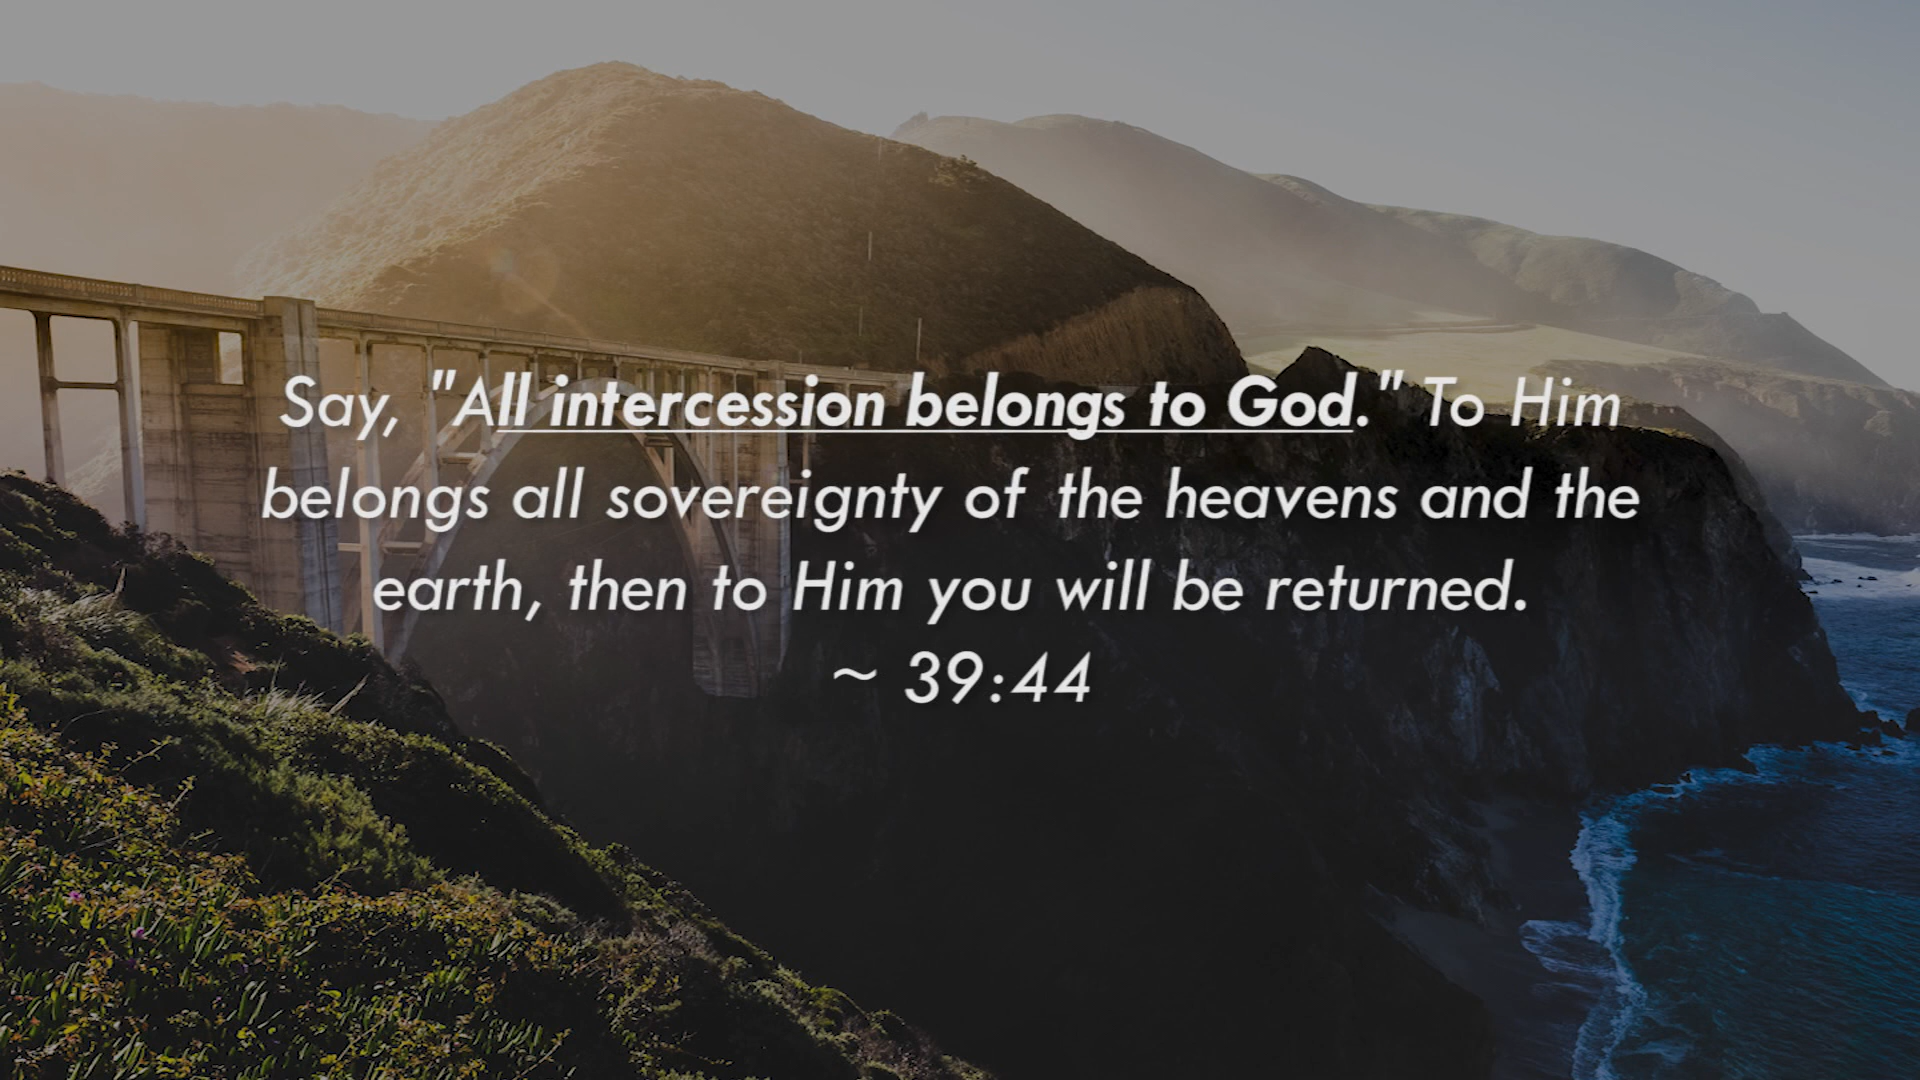 Say, "All intercession belongs to God." To Him
belongs all sovereignty of the heavens and the
earth, then to Him you will be returned.
~ 39:44